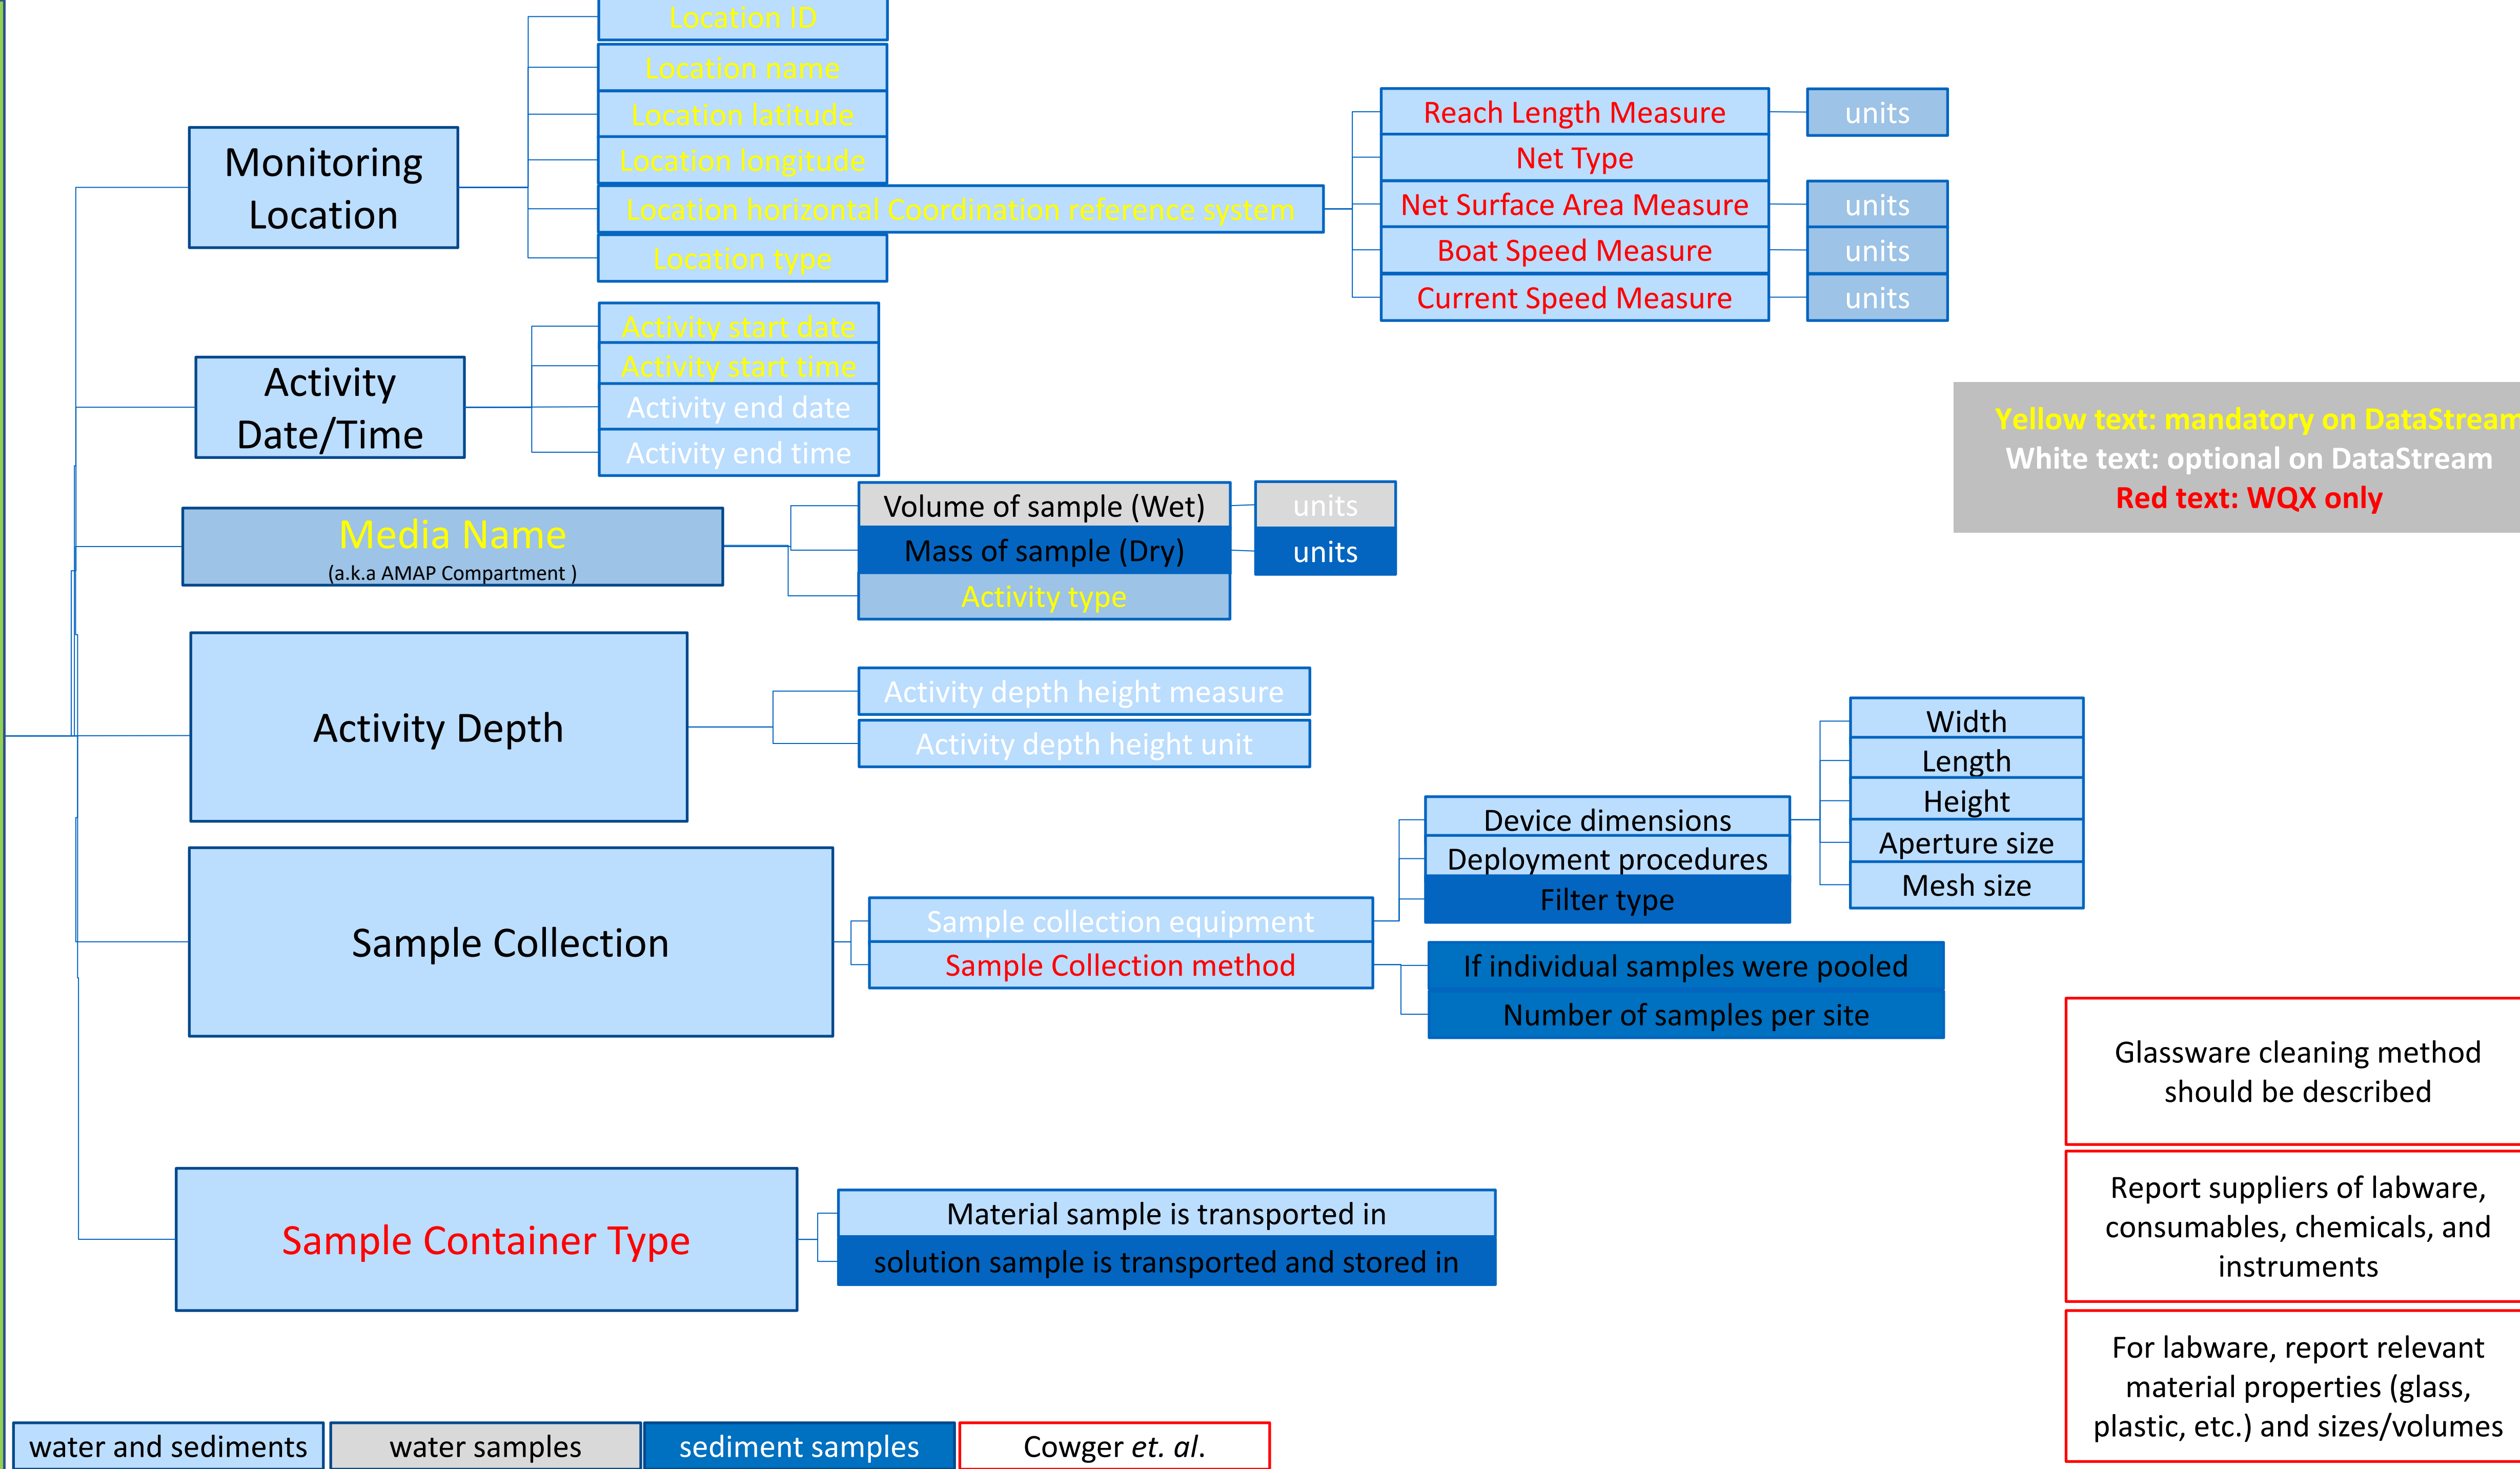 Location ID
Location name
Location latitude
Location longitude
Location horizontal Coordination reference system
Location type
Monitoring
Location
Reach Length Measure
units
Net Type
Net Surface Area Measure
units
Boat Speed Measure
units
Current Speed Measure
units
Activity
Date/Time
Activity start date
Activity start time
Activity end date
Activity end time
Yellow text: mandatory on DataStream
White text: optional on DataStream
Red text: WQX only
Media Name
(a.k.a AMAP Compartment )
Volume of sample (Wet)
units
Mass of sample (Dry)
units
Activity type
Activity Depth
Activity depth height measure
Activity depth height unit
Sample Collection
Sample collection equipment
Sample Collection method
Device dimensions
Deployment procedures
Filter type
Width
Length
Height
Aperture size
Mesh size
If individual samples were pooled
Number of samples per site
Sample Container Type
Material sample is transported in
solution sample is transported and stored in
Glassware cleaning method
should be described
Report suppliers of labware,
consumables, chemicals, and
instruments
For labware, report relevant
material properties (glass,
plastic, etc.) and sizes/volumes
water and sediments
water samples
sediment samples
Cowger et. al.